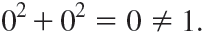 0² + 0² = 0 ≠ 1.